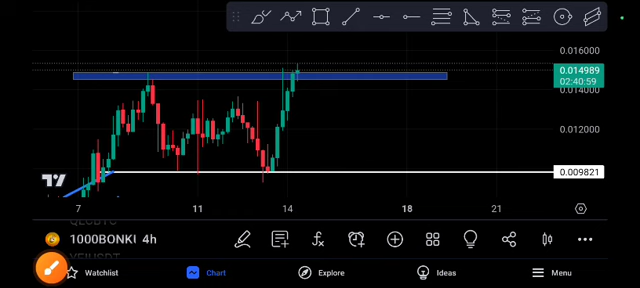 0.016000
0.014989
02:40:59
0.014000
0.012000
0.009821
7
11
14
18
21
1000BONKU 4h
Watchlist
Chart
Explore
Ideas
Menu